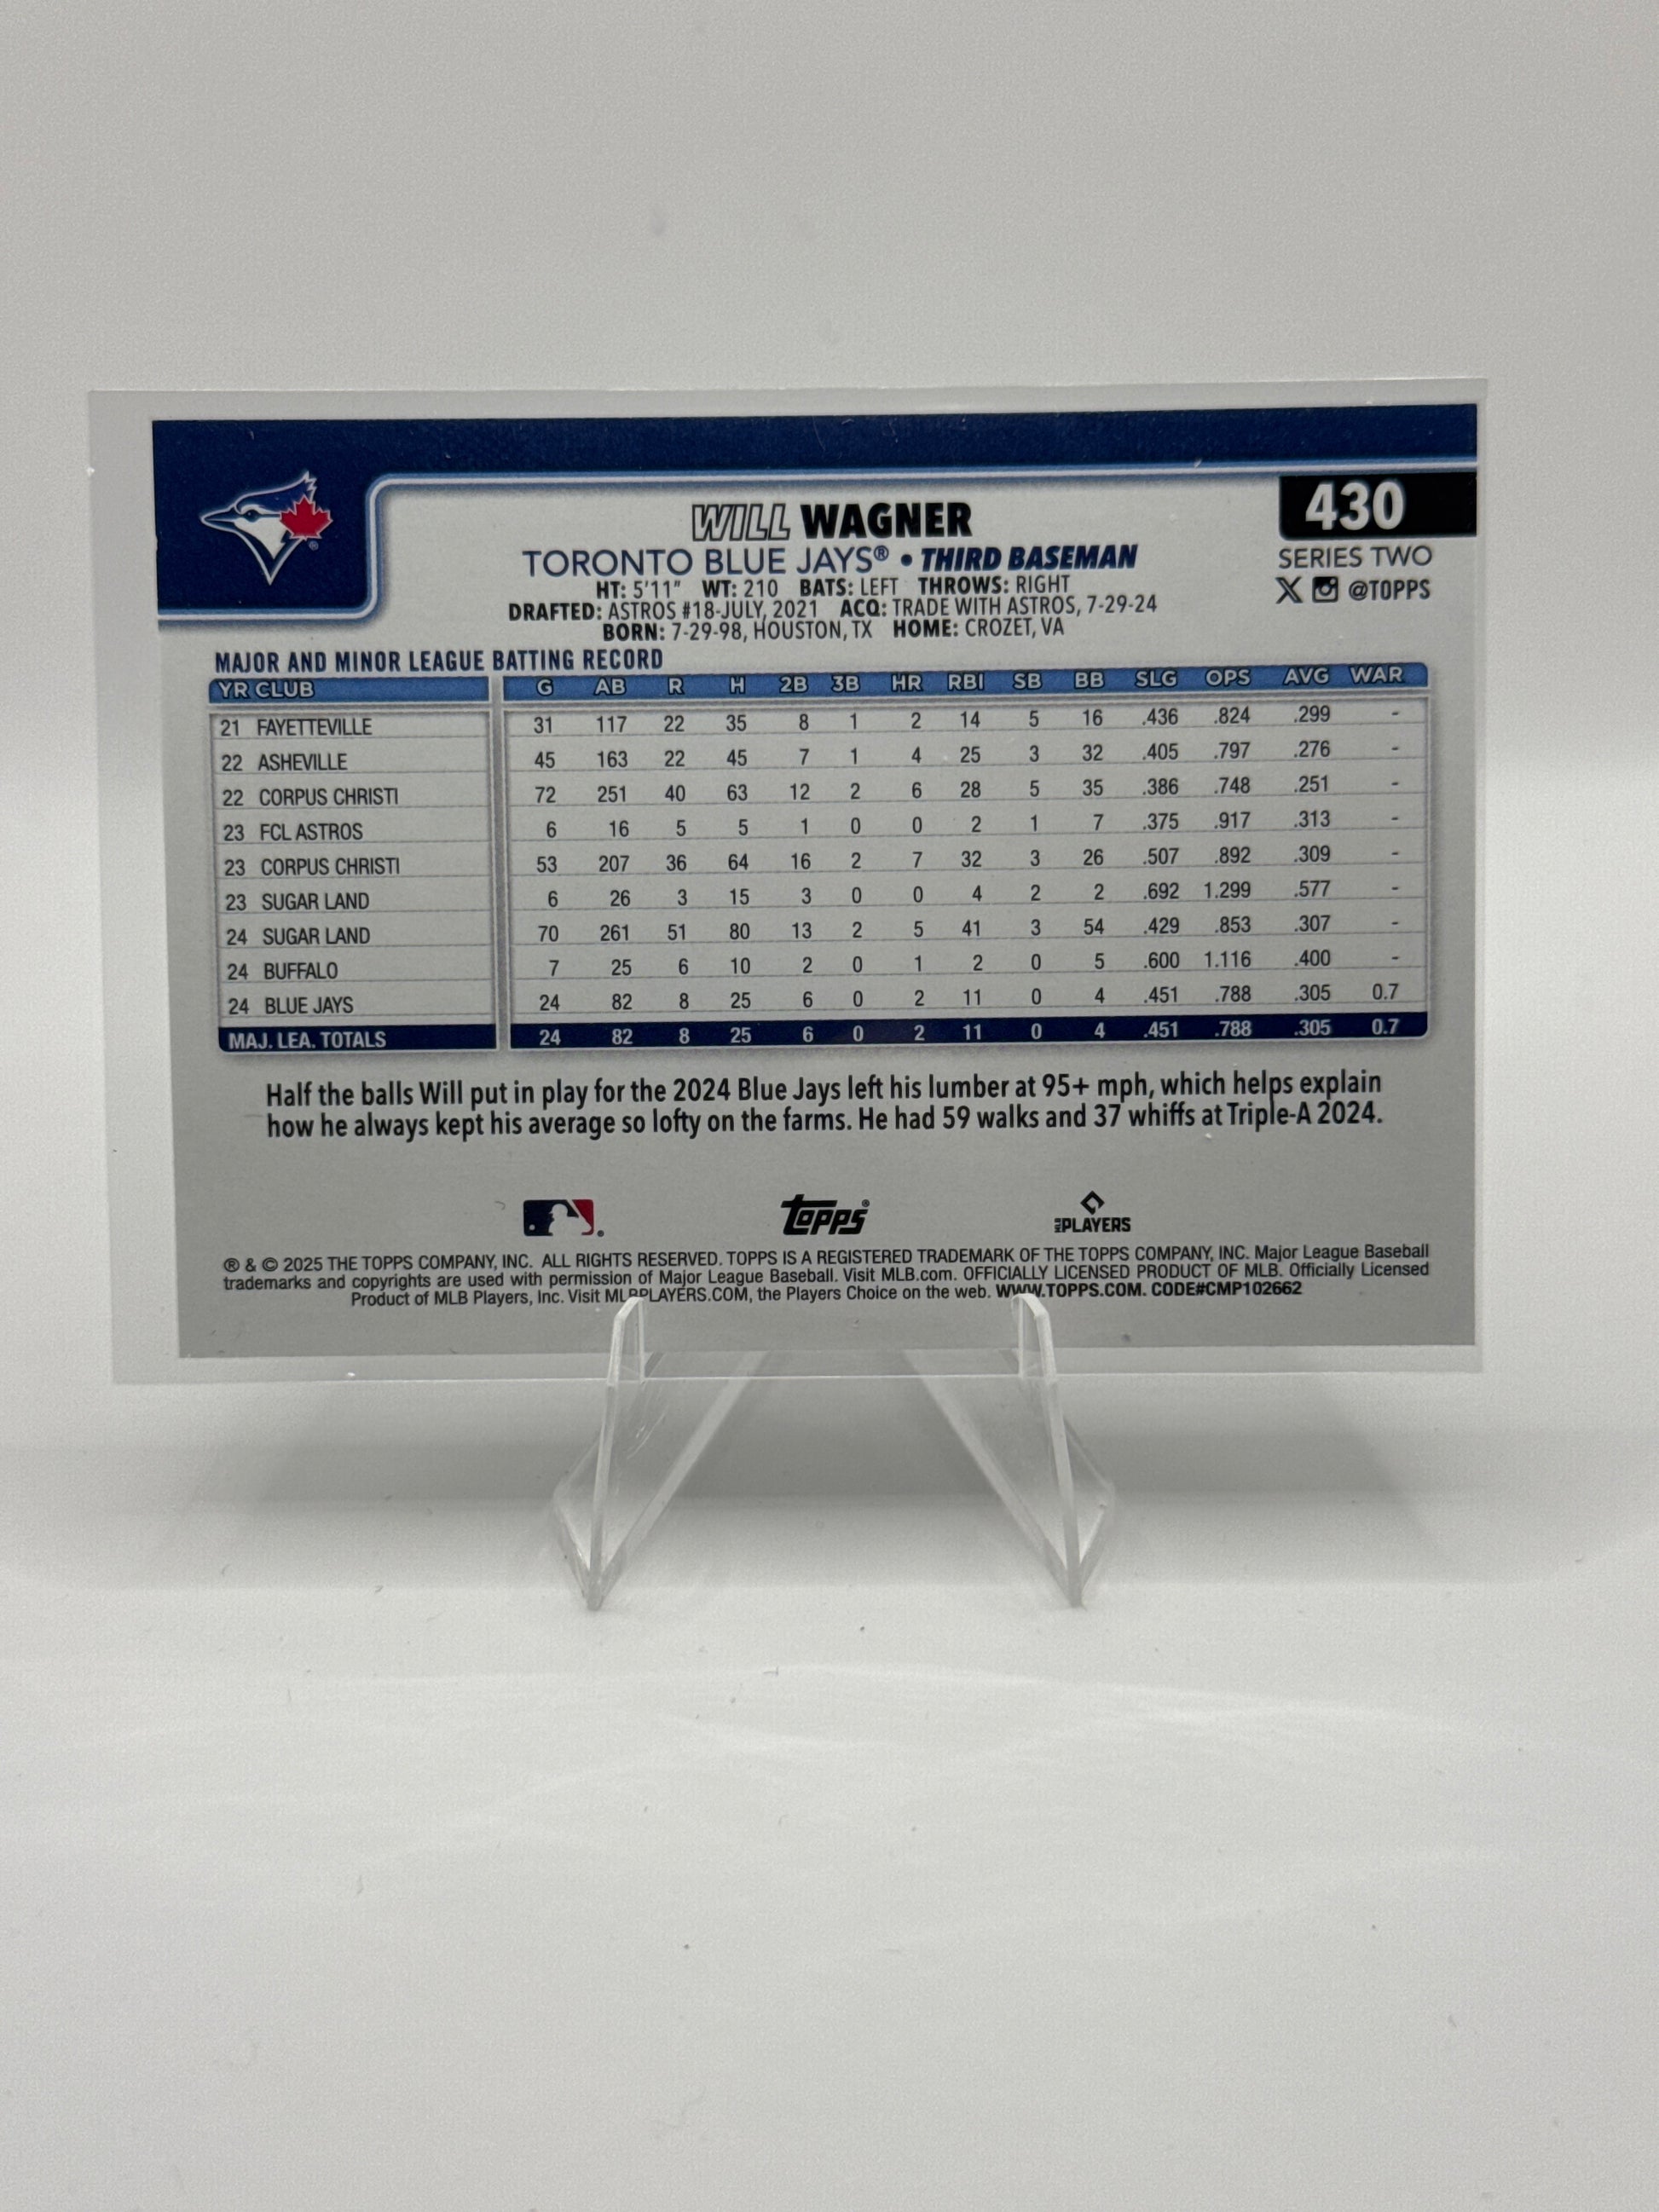 430
WILL WAGNER
TORONTO BLUE JAYS® • THIRD BASEMAN
SERIES TWO
HT: 5'11" WT: 210 BATS: LEFT THROWS: RIGHT
@TOPPS
DRAFTED: ASTROS #18-JULY, 2021 ACQ: TRADE WITH ASTROS, 7-29-24
BORN: 7-29-98, HOUSTON, TX HOME: CROZET, VA
MAJOR AND MINOR LEAGUE BATTING RECORD
YR CLUB G AB R H 2B 3B HR RBI SB BB SLG OPS AVG WAR
21 FAYETTEVILLE 31 117 22 35 8 1 2 14 5 16 .436 .824 .299 -
22 ASHEVILLE 45 163 22 45 7 1 4 25 3 32 .405 .797 .276 -
22 CORPUS CHRISTI 72 251 40 63 12 2 6 28 5 35 .386 .748 .251 -
23 FCL ASTROS 6 16 5 5 1 0 0 2 1 7 .375 .917 .313 -
23 CORPUS CHRISTI 53 207 36 64 16 2 7 32 3 26 .507 .892 .309 -
23 SUGAR LAND 6 26 3 15 3 0 0 4 2 2 .692 1.299 .577 -
24 SUGAR LAND 70 261 51 80 13 2 5 41 3 54 .429 .853 .307 -
24 BUFFALO 7 25 6 10 2 0 1 2 0 5 .600 1.116 .400 -
24 BLUE JAYS 24 82 8 25 6 0 2 11 0 4 .451 .788 .305 0.7
MAJ. LEA. TOTALS 24 82 8 25 6 0 2 11 0 4 .451 .788 .305 0.7
Half the balls Will put in play for the 2024 Blue Jays left his lumber at 95+ mph, which helps explain
how he always kept his average so lofty on the farms. He had 59 walks and 37 whiffs at Triple-A 2024.
Topps®
MLB PLAYERS
® & © 2025 THE TOPPS COMPANY, INC. ALL RIGHTS RESERVED. TOPPS IS A REGISTERED TRADEMARK OF THE TOPPS COMPANY, INC. Major League Baseball
trademarks and copyrights are used with permission of Major League Baseball. Visit MLB.com. OFFICIALLY LICENSED PRODUCT OF MLB. Officially Licensed
Product of MLB Players, Inc. Visit MLBPLAYERS.COM, the Players Choice on the web. WWW.TOPPS.COM. CODE#CMP102662